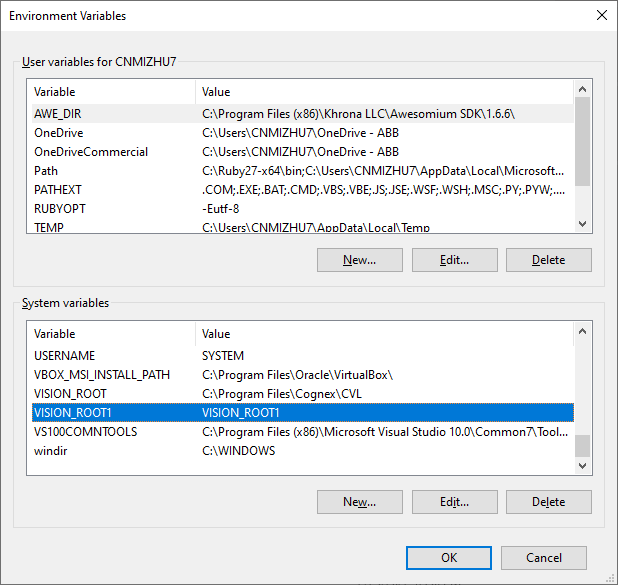 Environment Variables
User variables for CNMIZHU7
Variable Value
AWE_DIR C:\Program Files (x86)\Khrona LLC\Awesomium SDK\1.6.6\
OneDrive C:\Users\CNMIZHU7\OneDrive - ABB
OneDriveCommercial C:\Users\CNMIZHU7\OneDrive - ABB
Path C:\Ruby27-x64\bin;C:\Users\CNMIZHU7\AppData\Local\Microsoft...
PATHEXT .COM;.EXE;.BAT;.CMD;.VBS;.VBE;.JS;.JSE;.WSF;.WSH;.MSC;.PY;.PYW;....
RUBYOPT -Eutf-8
TEMP C:\Users\CNMIZHU7\AppData\Local\Temp
New... Edit... Delete
System variables
Variable Value
USERNAME SYSTEM
VBOX_MSI_INSTALL_PATH C:\Program Files\Oracle\VirtualBox\
VISION_ROOT C:\Program Files\Cognex\CVL
VISION_ROOT1 VISION_ROOT1
VS100COMNTOOLS C:\Program Files (x86)\Microsoft Visual Studio 10.0\Common7\Tool...
windir C:\WINDOWS
New... Edit... Delete
OK Cancel